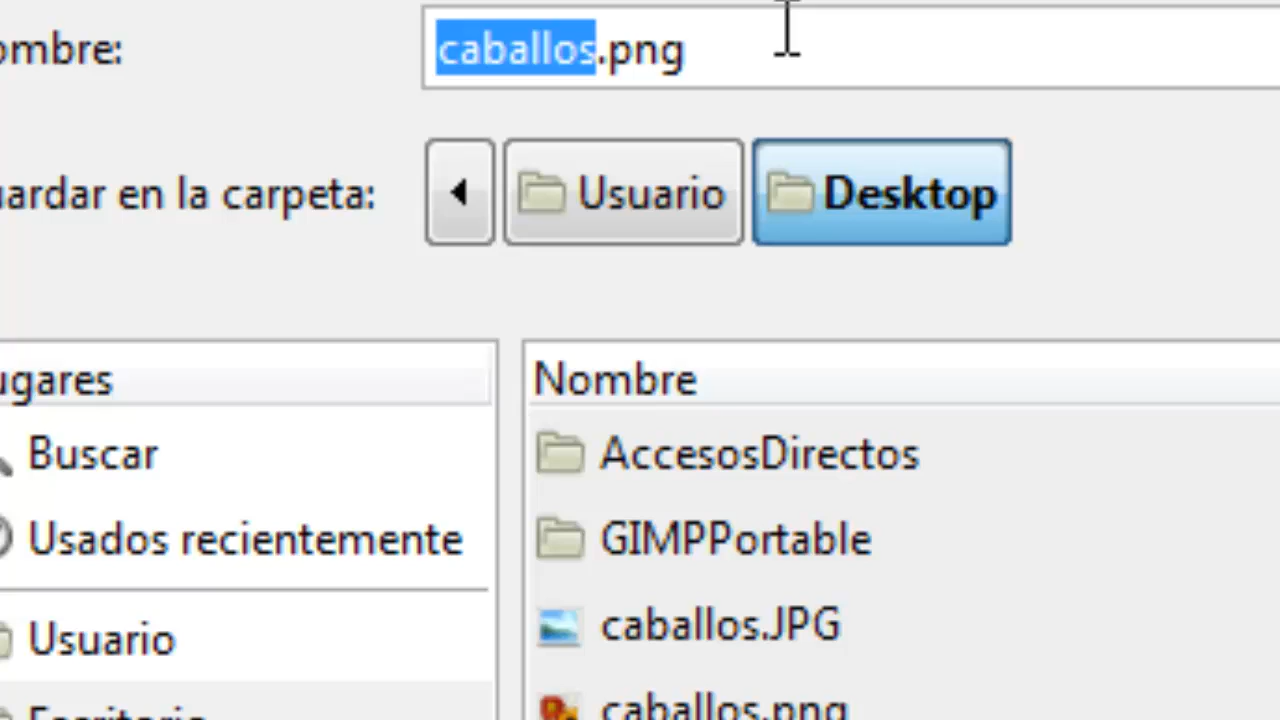 ombre: caballos.png
uardar en la carpeta: Usuario Desktop
ugares
Buscar
Usados recientemente
Usuario
Escritorio
Nombre
AccesosDirectos
GIMPPortable
caballos.JPG
caballos.png